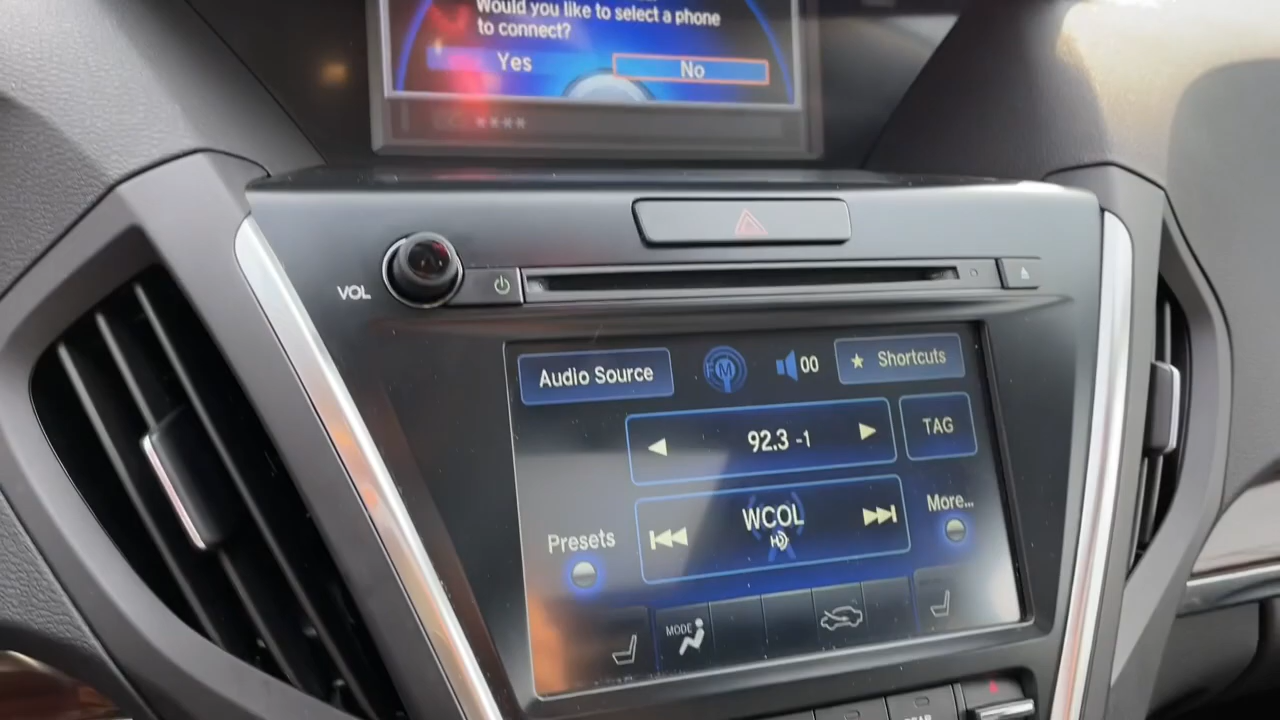 Would you like to select a phone
to connect?
Yes
No
****
VOL
Audio Source
FM
00
★ Shortcuts
92.3 -1
TAG
WCOL
HD
More...
Presets
MODE
REAR